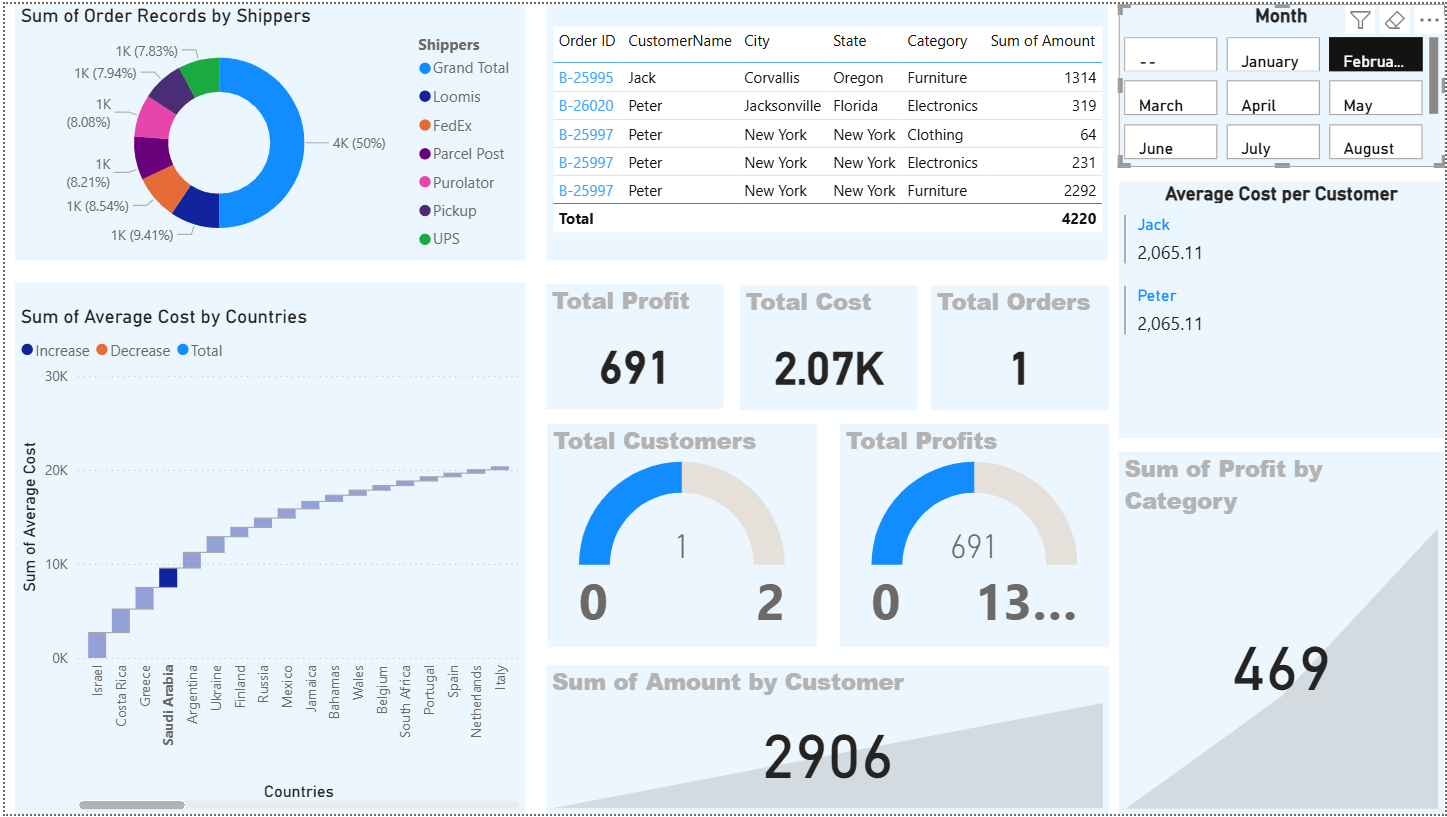 Sum of Order Records by Shippers
1K (7.83%)
1K (7.94%)
1K
(8.08%)
1K
(8.21%)
1K (8.54%)
1K (9.41%)
4K (50%)
Shippers
Grand Total
Loomis
FedEx
Parcel Post
Purolator
Pickup
UPS
Order ID CustomerName City State Category Sum of Amount
B-25995 Jack Corvallis Oregon Furniture 1314
B-26020 Peter Jacksonville Florida Electronics 319
B-25997 Peter New York New York Clothing 64
B-25997 Peter New York New York Electronics 231
B-25997 Peter New York New York Furniture 2292
Total 4220
Month
-- January Februa...
March April May
June July August
Average Cost per Customer
Jack
2,065.11
Peter
2,065.11
Sum of Average Cost by Countries
Increase Decrease Total
30K
20K
10K
0K
Sum of Average Cost
Israel
Costa Rica
Greece
Saudi Arabia
Argentina
Ukraine
Finland
Russia
Mexico
Jamaica
Bahamas
Wales
Belgium
South Africa
Portugal
Spain
Netherlands
Italy
Countries
Total Profit
691
Total Cost
2.07K
Total Orders
1
Total Customers
1
0 2
Total Profits
691
0 13...
Sum of Amount by Customer
2906
Sum of Profit by
Category
469